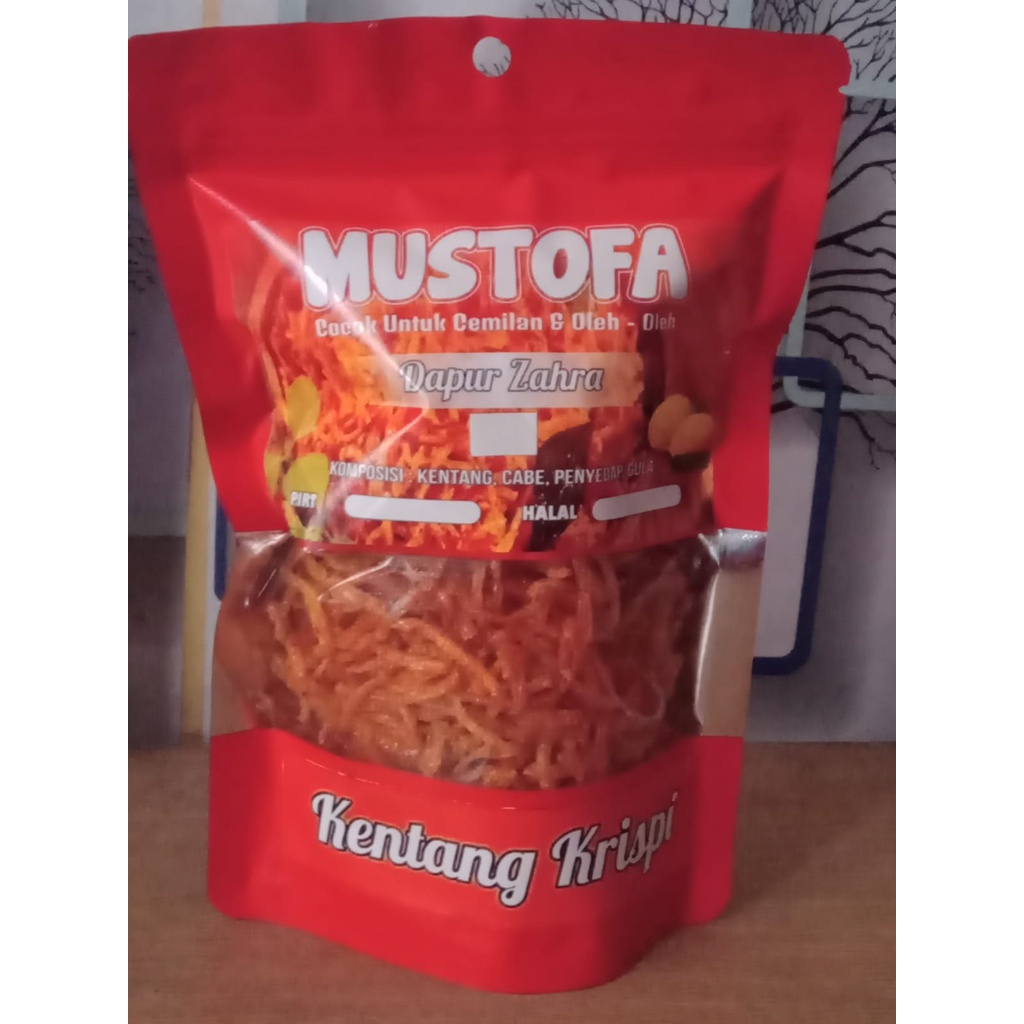 MUSTOFA
Cocok Untuk Cemilan & Oleh - Oleh
Dapur Zahra
KOMPOSISI : KENTANG, CABE, PENYEDAP GULA
PIRT HALAL
Kentang Krispi